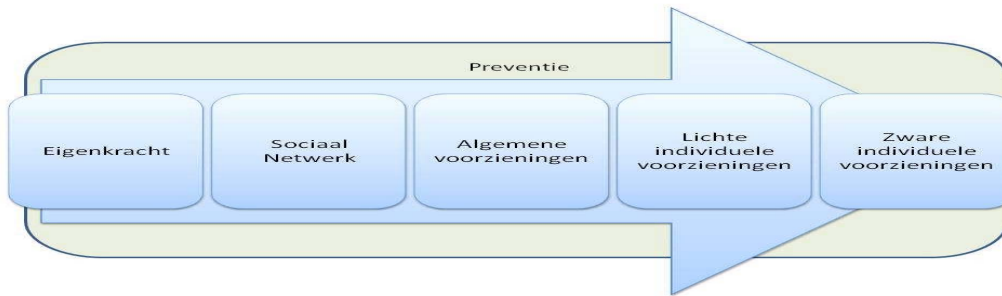 Preventie
Eigenkracht
Sociaal
Netwerk
Algemene
voorzieningen
Lichte
individuele
voorzieningen
Zware
individuele
voorzieningen